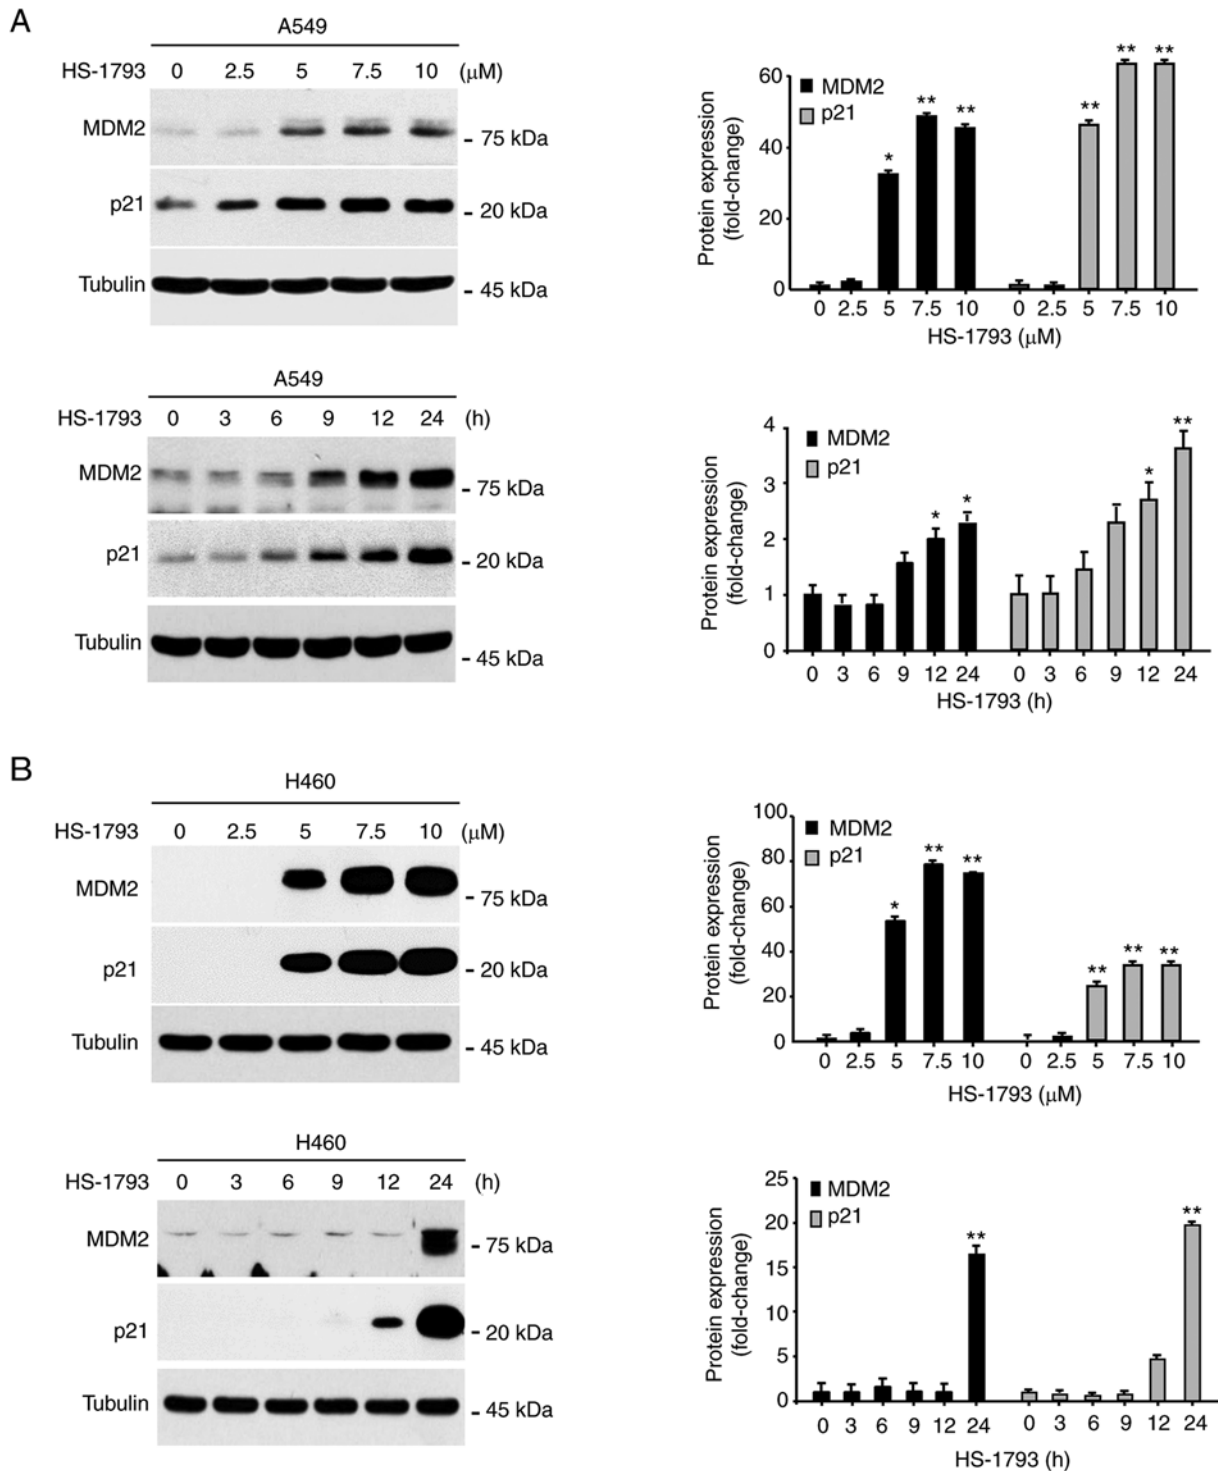 A
A549
HS-1793 0 2.5 5 7.5 10 (μM)
MDM2
- 75 kDa
p21
- 20 kDa
Tubulin
- 45 kDa
Protein expression
(fold-change)
60
40
20
0
MDM2
p21
* ** ** ** ** **
0 2.5 5 7.5 10 0 2.5 5 7.5 10
HS-1793 (μM)
A549
HS-1793 0 3 6 9 12 24 (h)
MDM2
- 75 kDa
p21
- 20 kDa
Tubulin
- 45 kDa
Protein expression
(fold-change)
4
3
2
1
0
MDM2
p21
* * * **
0 3 6 9 12 24 0 3 6 9 12 24
HS-1793 (h)
B
H460
HS-1793 0 2.5 5 7.5 10 (μM)
MDM2
- 75 kDa
p21
- 20 kDa
Tubulin
- 45 kDa
Protein expression
(fold-change)
100
80
60
40
20
0
MDM2
p21
* ** ** ** ** **
0 2.5 5 7.5 10 0 2.5 5 7.5 10
HS-1793 (μM)
H460
HS-1793 0 3 6 9 12 24 (h)
MDM2
- 75 kDa
p21
- 20 kDa
Tubulin
- 45 kDa
Protein expression
(fold-change)
25
20
15
10
5
0
MDM2
p21
** **
0 3 6 9 12 24 0 3 6 9 12 24
HS-1793 (h)